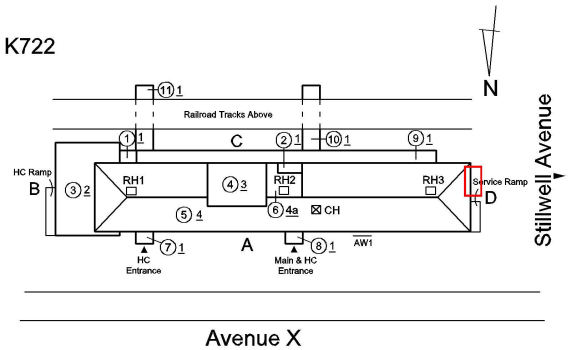 K722
N
11 1
Railroad Tracks Above
1 1
C
2 1
10 1
9 1
HC Ramp
B
3 2
RH1
4 3
RH2
RH3
Service Ramp
D
5 4
6 4a
CH
7 1
A
8 1
AW1
HC
Entrance
Main & HC
Entrance
Stillwell Avenue
Avenue X